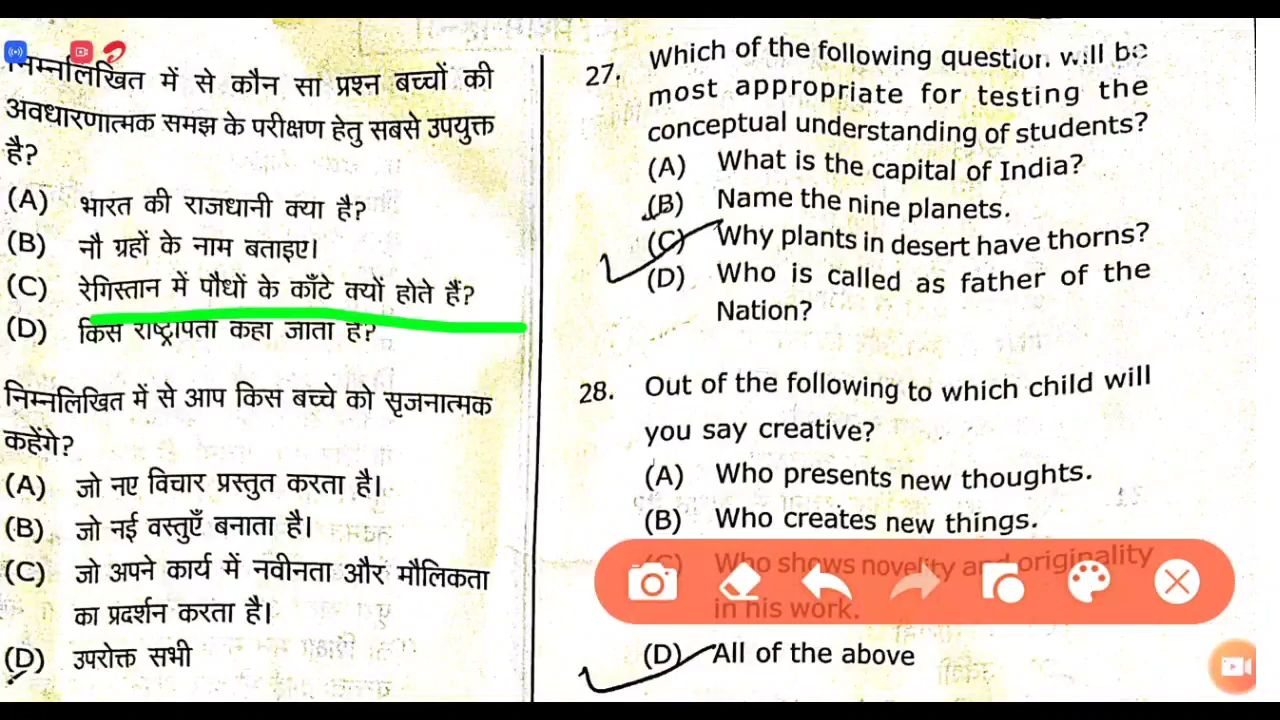 निम्नलिखित में से कौन सा प्रश्न बच्चों की
अवधारणात्मक समझ के परीक्षण हेतु सबसे उपयुक्त
है?
(A) भारत की राजधानी क्या है?
(B) नौ ग्रहों के नाम बताइए।
(C) रेगिस्तान में पौधों के काँटे क्यों होते हैं?
(D) किसे राष्ट्रपिता कहा जाता है?
निम्नलिखित में से आप किस बच्चे को सृजनात्मक
कहेंगे?
(A) जो नए विचार प्रस्तुत करता है।
(B) जो नई वस्तुएँ बनाता है।
(C) जो अपने कार्य में नवीनता और मौलिकता
का प्रदर्शन करता है।
(D) उपरोक्त सभी
27. Which of the following question will be
most appropriate for testing the
conceptual understanding of students?
(A) What is the capital of India?
(B) Name the nine planets.
(C) Why plants in desert have thorns?
(D) Who is called as father of the
Nation?
28. Out of the following to which child will
you say creative?
(A) Who presents new thoughts.
(B) Who creates new things.
(C) Who shows novelty and originality
in his work.
(D) All of the above